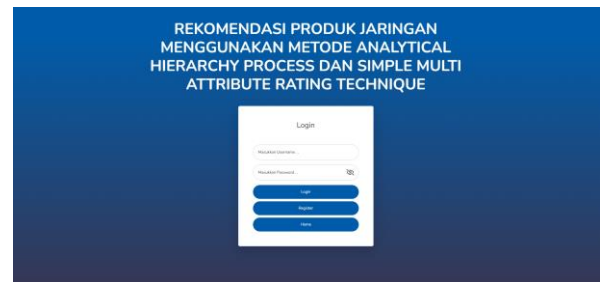 REKOMENDASI PRODUK JARINGAN
MENGGUNAKAN METODE ANALYTICAL
HIERARCHY PROCESS DAN SIMPLE MULTI
ATTRIBUTE RATING TECHNIQUE
Login
Masukkan Username...
Masukkan Password...
Login
Register
Home